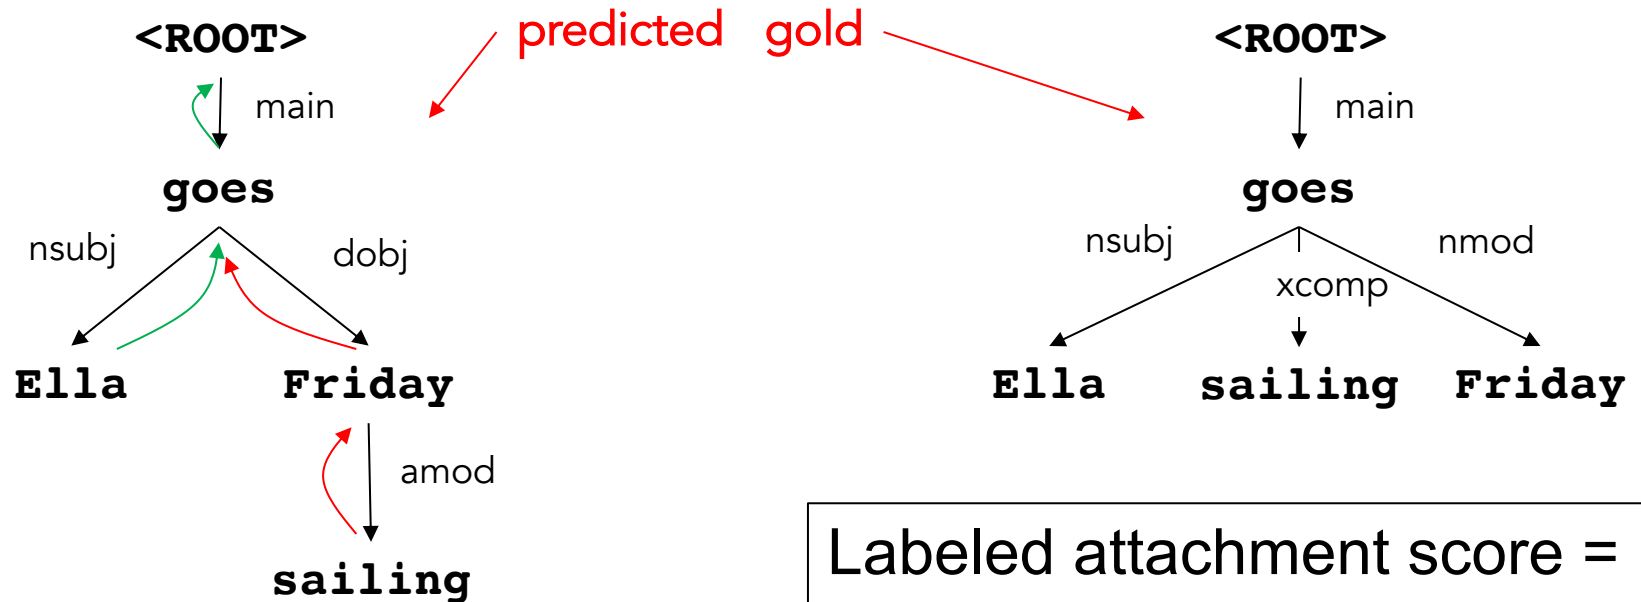 <ROOT>
predicted gold
<ROOT>
main
main
goes
goes
nsubj
dobj
nsubj
xcomp
nmod
Ella
Friday
Ella
sailing
Friday
amod
sailing
Labeled attachment score =